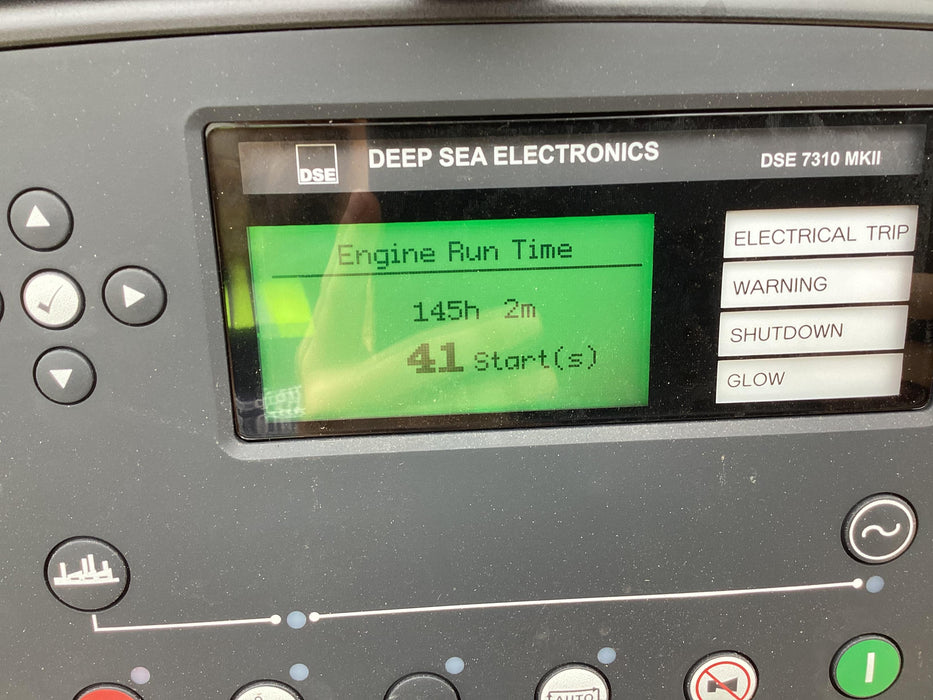 DSE
DEEP SEA ELECTRONICS
DSE 7310 MKII
Engine Run Time
145h 2m
41 Start(s)
ELECTRICAL TRIP
WARNING
SHUTDOWN
GLOW
AUTO